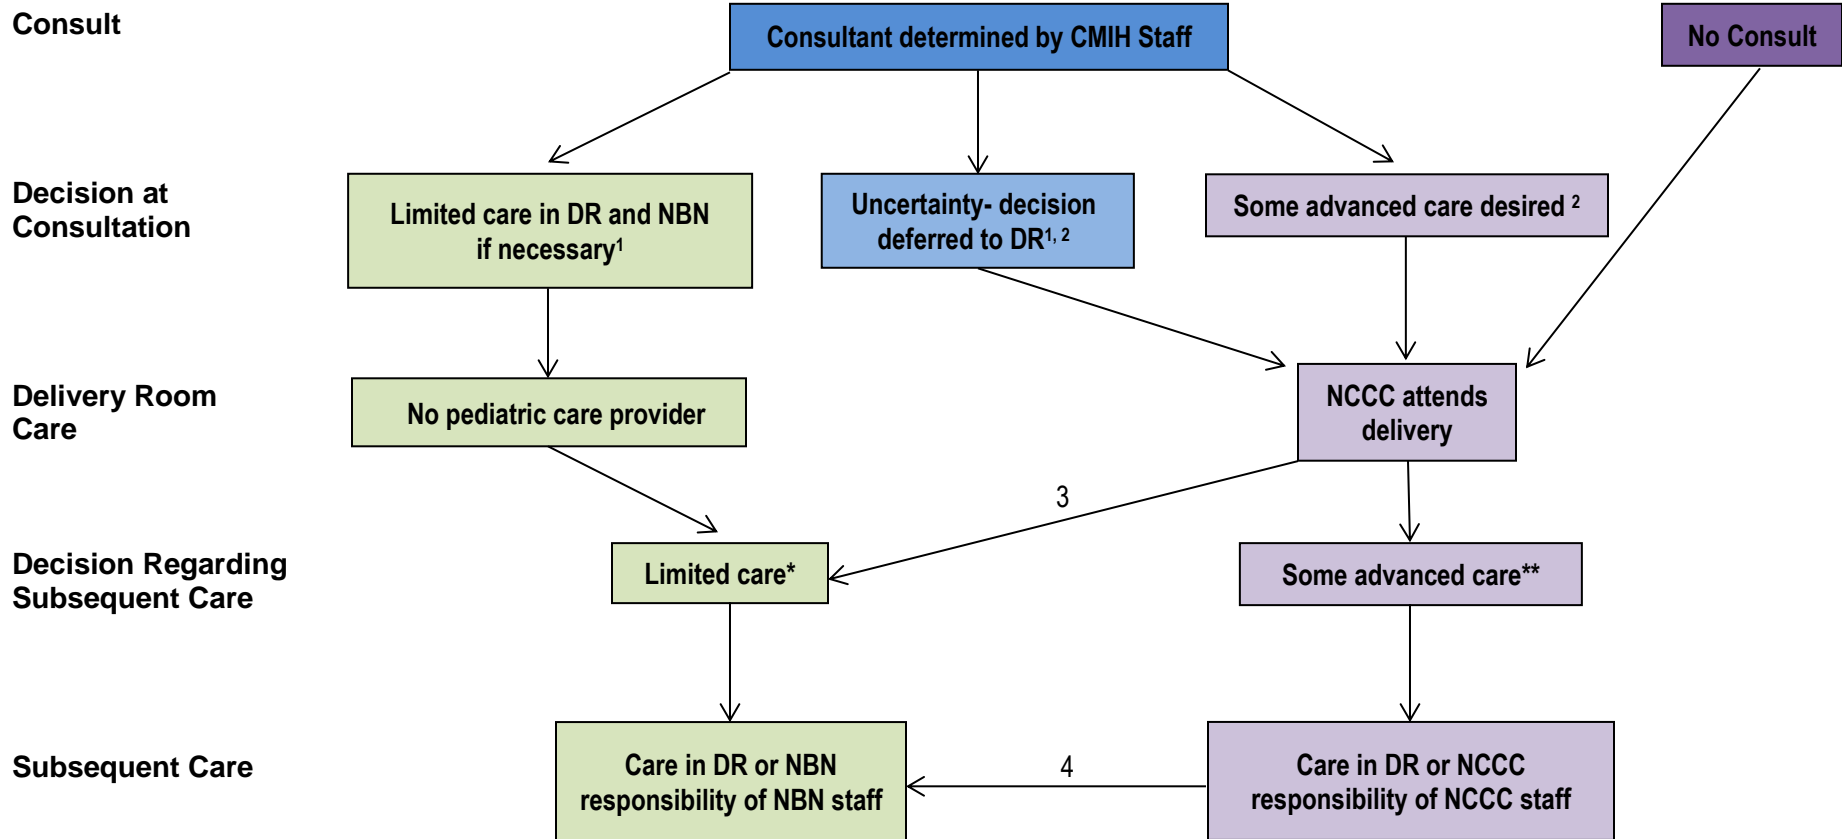 Consult
Consultant determined by CMIH Staff
No Consult
Decision at
Consultation
Limited care in DR and NBN
if necessary¹
Uncertainty- decision
deferred to DR¹, ²
Some advanced care desired ²
Delivery Room
Care
No pediatric care provider
NCCC attends
delivery
3
Decision Regarding
Subsequent Care
Limited care*
Some advanced care**
Subsequent Care
Care in DR or NBN
responsibility of NBN staff
4
Care in DR or NCCC
responsibility of NCCC staff